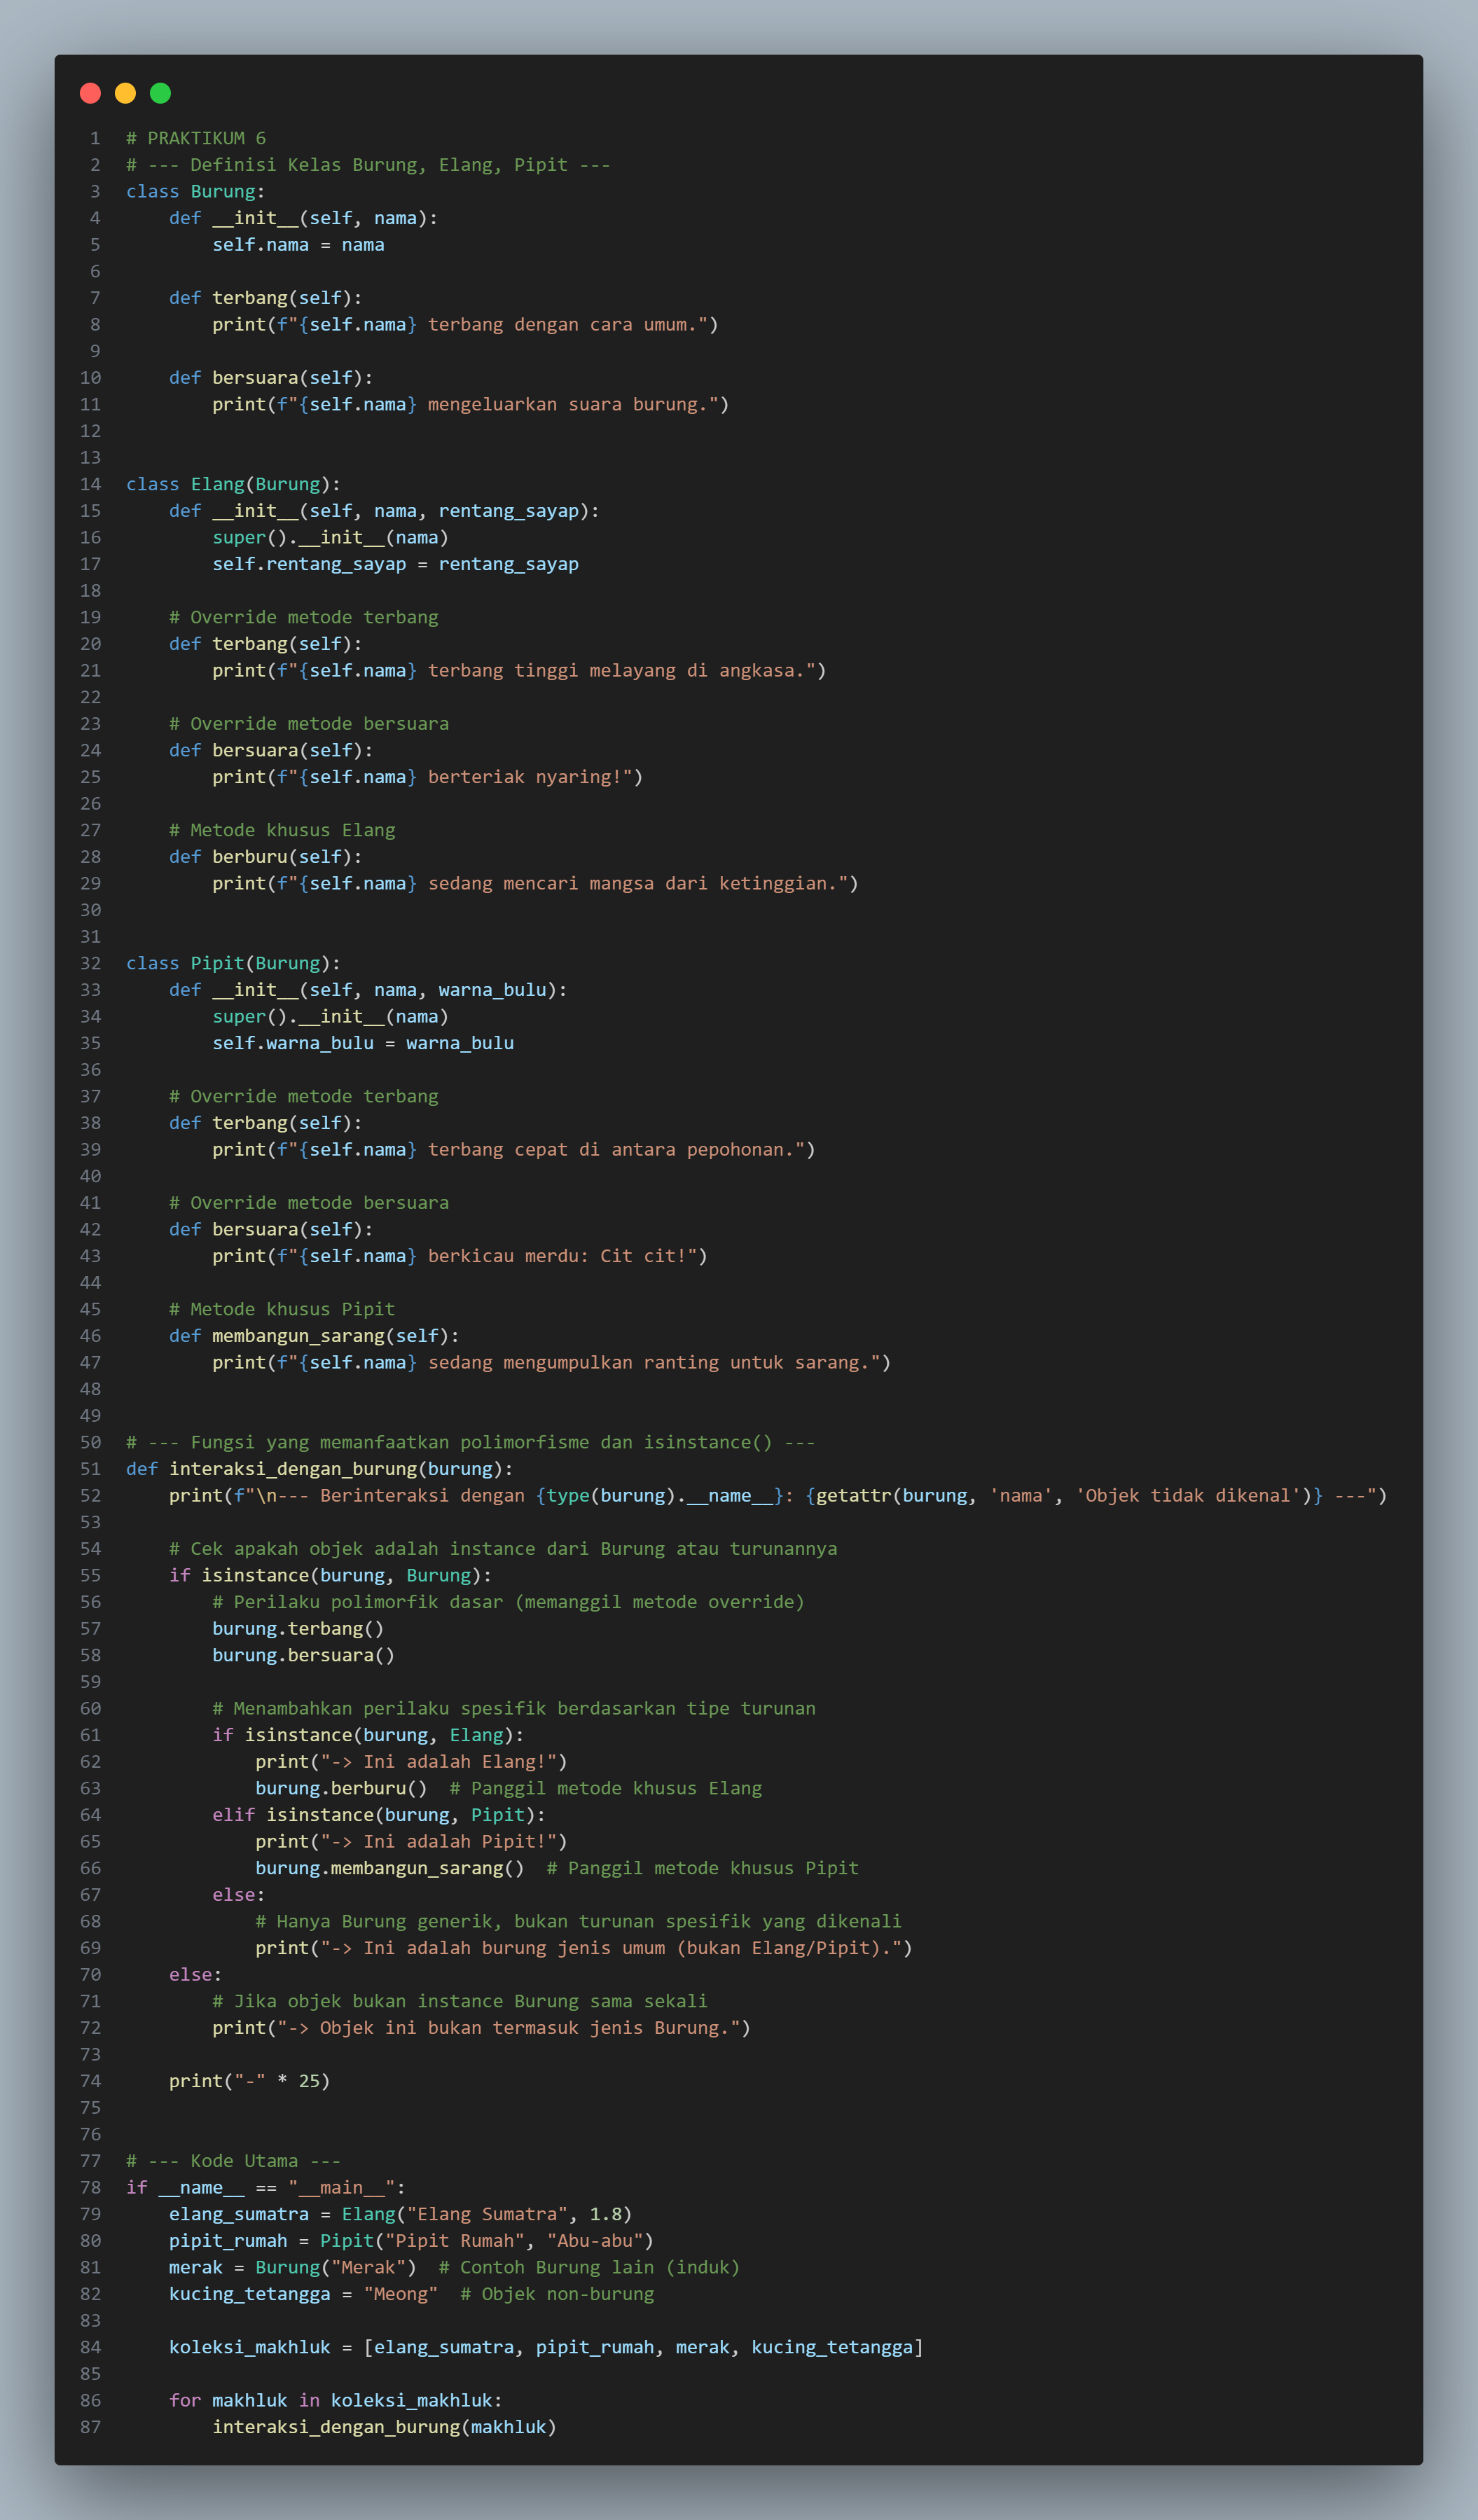 1 # PRAKTIKUM 6
2 # --- Definisi Kelas Burung, Elang, Pipit ---
3 class Burung:
4     def __init__(self, nama):
5         self.nama = nama
6
7     def terbang(self):
8         print(f"{self.nama} terbang dengan cara umum.")
9
10     def bersuara(self):
11         print(f"{self.nama} mengeluarkan suara burung.")
12
13
14 class Elang(Burung):
15     def __init__(self, nama, rentang_sayap):
16         super().__init__(nama)
17         self.rentang_sayap = rentang_sayap
18
19     # Override metode terbang
20     def terbang(self):
21         print(f"{self.nama} terbang tinggi melayang di angkasa.")
22
23     # Override metode bersuara
24     def bersuara(self):
25         print(f"{self.nama} berteriak nyaring!")
26
27     # Metode khusus Elang
28     def berburu(self):
29         print(f"{self.nama} sedang mencari mangsa dari ketinggian.")
30
31
32 class Pipit(Burung):
33     def __init__(self, nama, warna_bulu):
34         super().__init__(nama)
35         self.warna_bulu = warna_bulu
36
37     # Override metode terbang
38     def terbang(self):
39         print(f"{self.nama} terbang cepat di antara pepohonan.")
40
41     # Override metode bersuara
42     def bersuara(self):
43         print(f"{self.nama} berkicau merdu: Cit cit!")
44
45     # Metode khusus Pipit
46     def membangun_sarang(self):
47         print(f"{self.nama} sedang mengumpulkan ranting untuk sarang.")
48
49
50 # --- Fungsi yang memanfaatkan polimorfisme dan isinstance() ---
51 def interaksi_dengan_burung(burung):
52     print(f"\n--- Berinteraksi dengan {type(burung).__name__}: {getattr(burung, 'nama', 'Objek tidak dikenal')} ---")
53
54     # Cek apakah objek adalah instance dari Burung atau turunannya
55     if isinstance(burung, Burung):
56         # Perilaku polimorfik dasar (memanggil metode override)
57         burung.terbang()
58         burung.bersuara()
59
60         # Menambahkan perilaku spesifik berdasarkan tipe turunan
61         if isinstance(burung, Elang):
62             print("-> Ini adalah Elang!")
63             burung.berburu()  # Panggil metode khusus Elang
64         elif isinstance(burung, Pipit):
65             print("-> Ini adalah Pipit!")
66             burung.membangun_sarang()  # Panggil metode khusus Pipit
67         else:
68             # Hanya Burung generik, bukan turunan spesifik yang dikenali
69             print("-> Ini adalah burung jenis umum (bukan Elang/Pipit).")
70     else:
71         # Jika objek bukan instance Burung sama sekali
72         print("-> Objek ini bukan termasuk jenis Burung.")
73
74     print("-" * 25)
75
76
77 # --- Kode Utama ---
78 if __name__ == "__main__":
79     elang_sumatra = Elang("Elang Sumatra", 1.8)
80     pipit_rumah = Pipit("Pipit Rumah", "Abu-abu")
81     merak = Burung("Merak")  # Contoh Burung lain (induk)
82     kucing_tetangga = "Meong"  # Objek non-burung
83
84     koleksi_makhluk = [elang_sumatra, pipit_rumah, merak, kucing_tetangga]
85
86     for makhluk in koleksi_makhluk:
87         interaksi_dengan_burung(makhluk)